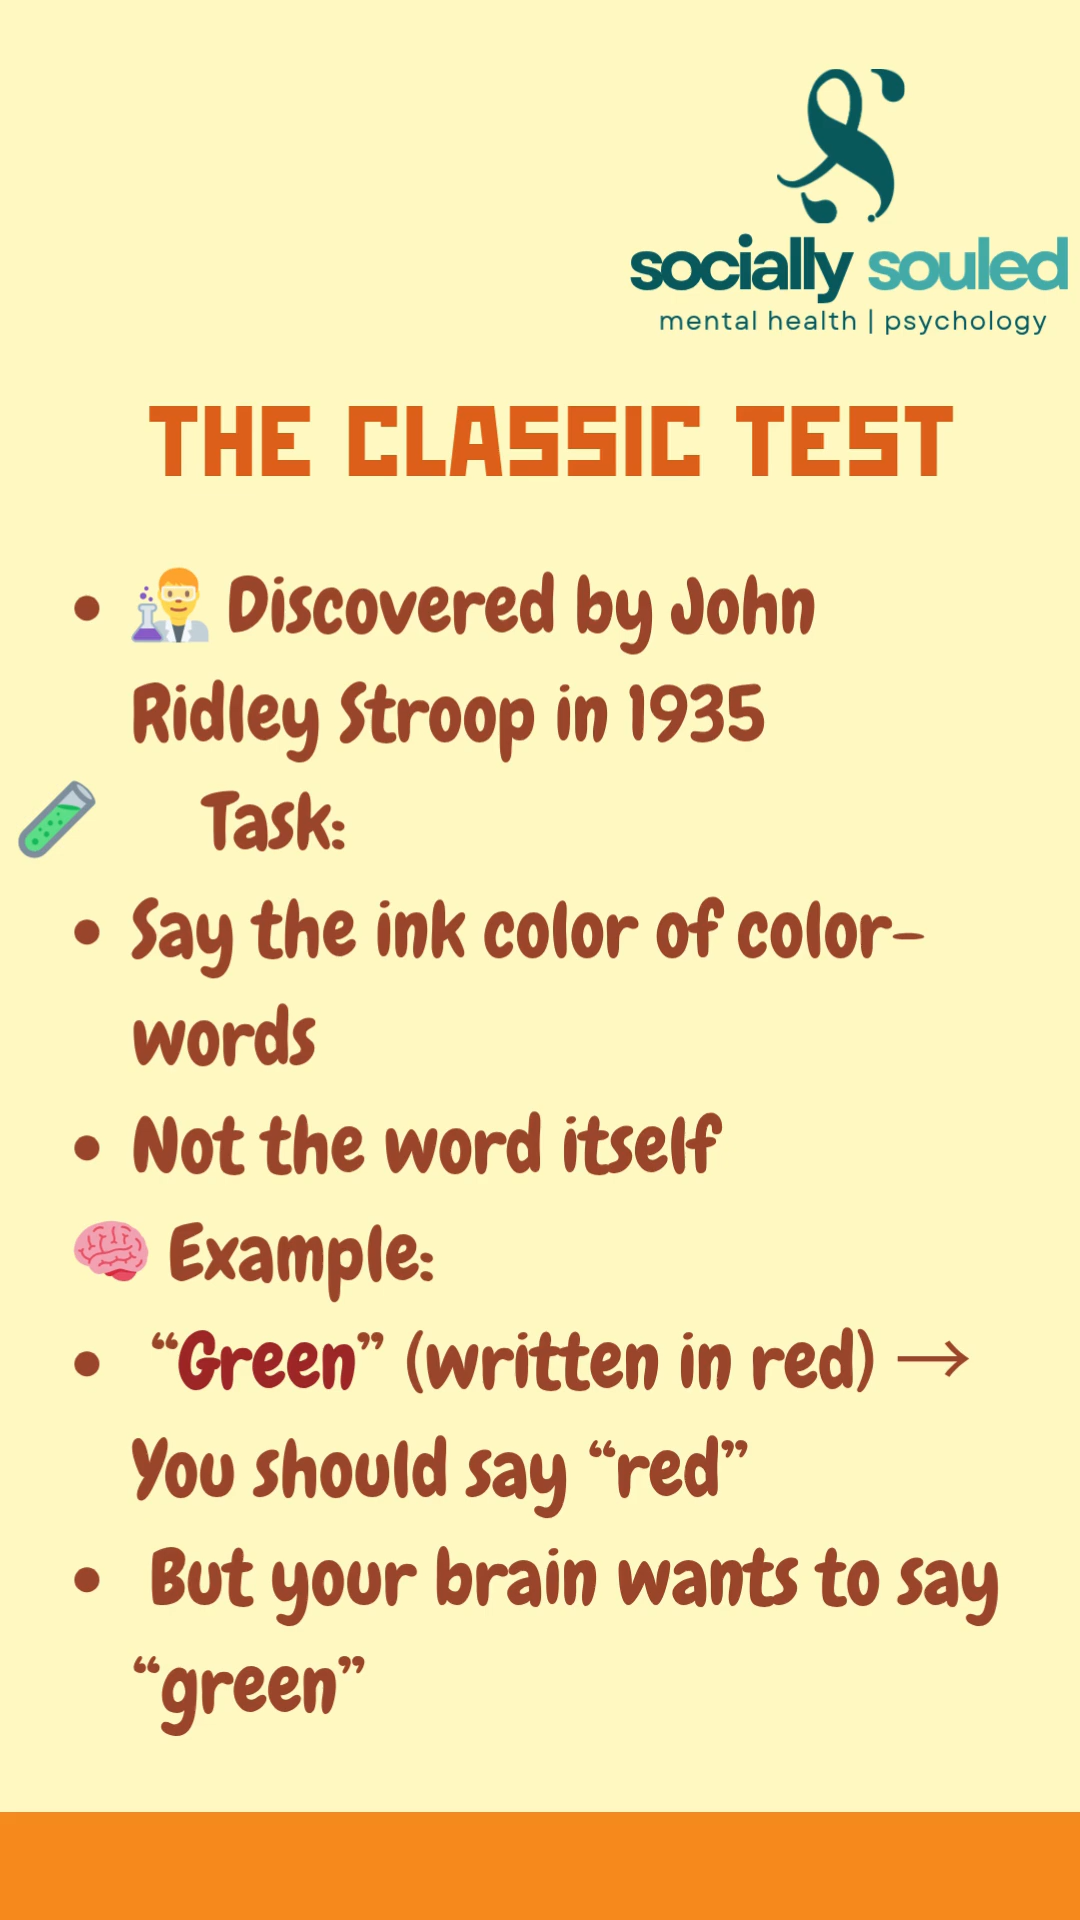 socially souled
mental health | psychology
THE CLASSIC TEST
• Discovered by John
Ridley Stroop in 1935
Task:
• Say the ink color of color-
words
• Not the word itself
Example:
• “Green” (written in red) →
You should say “red”
• But your brain wants to say
“green”